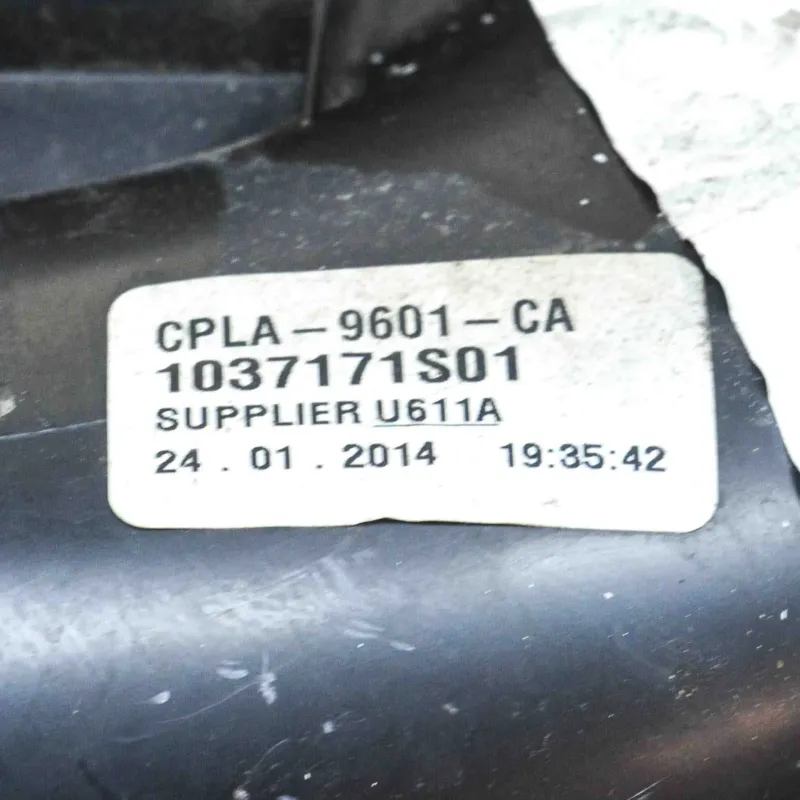 CPLA-9601-CA
1037171S01
SUPPLIER U611A
24.01.2014 19:35:42